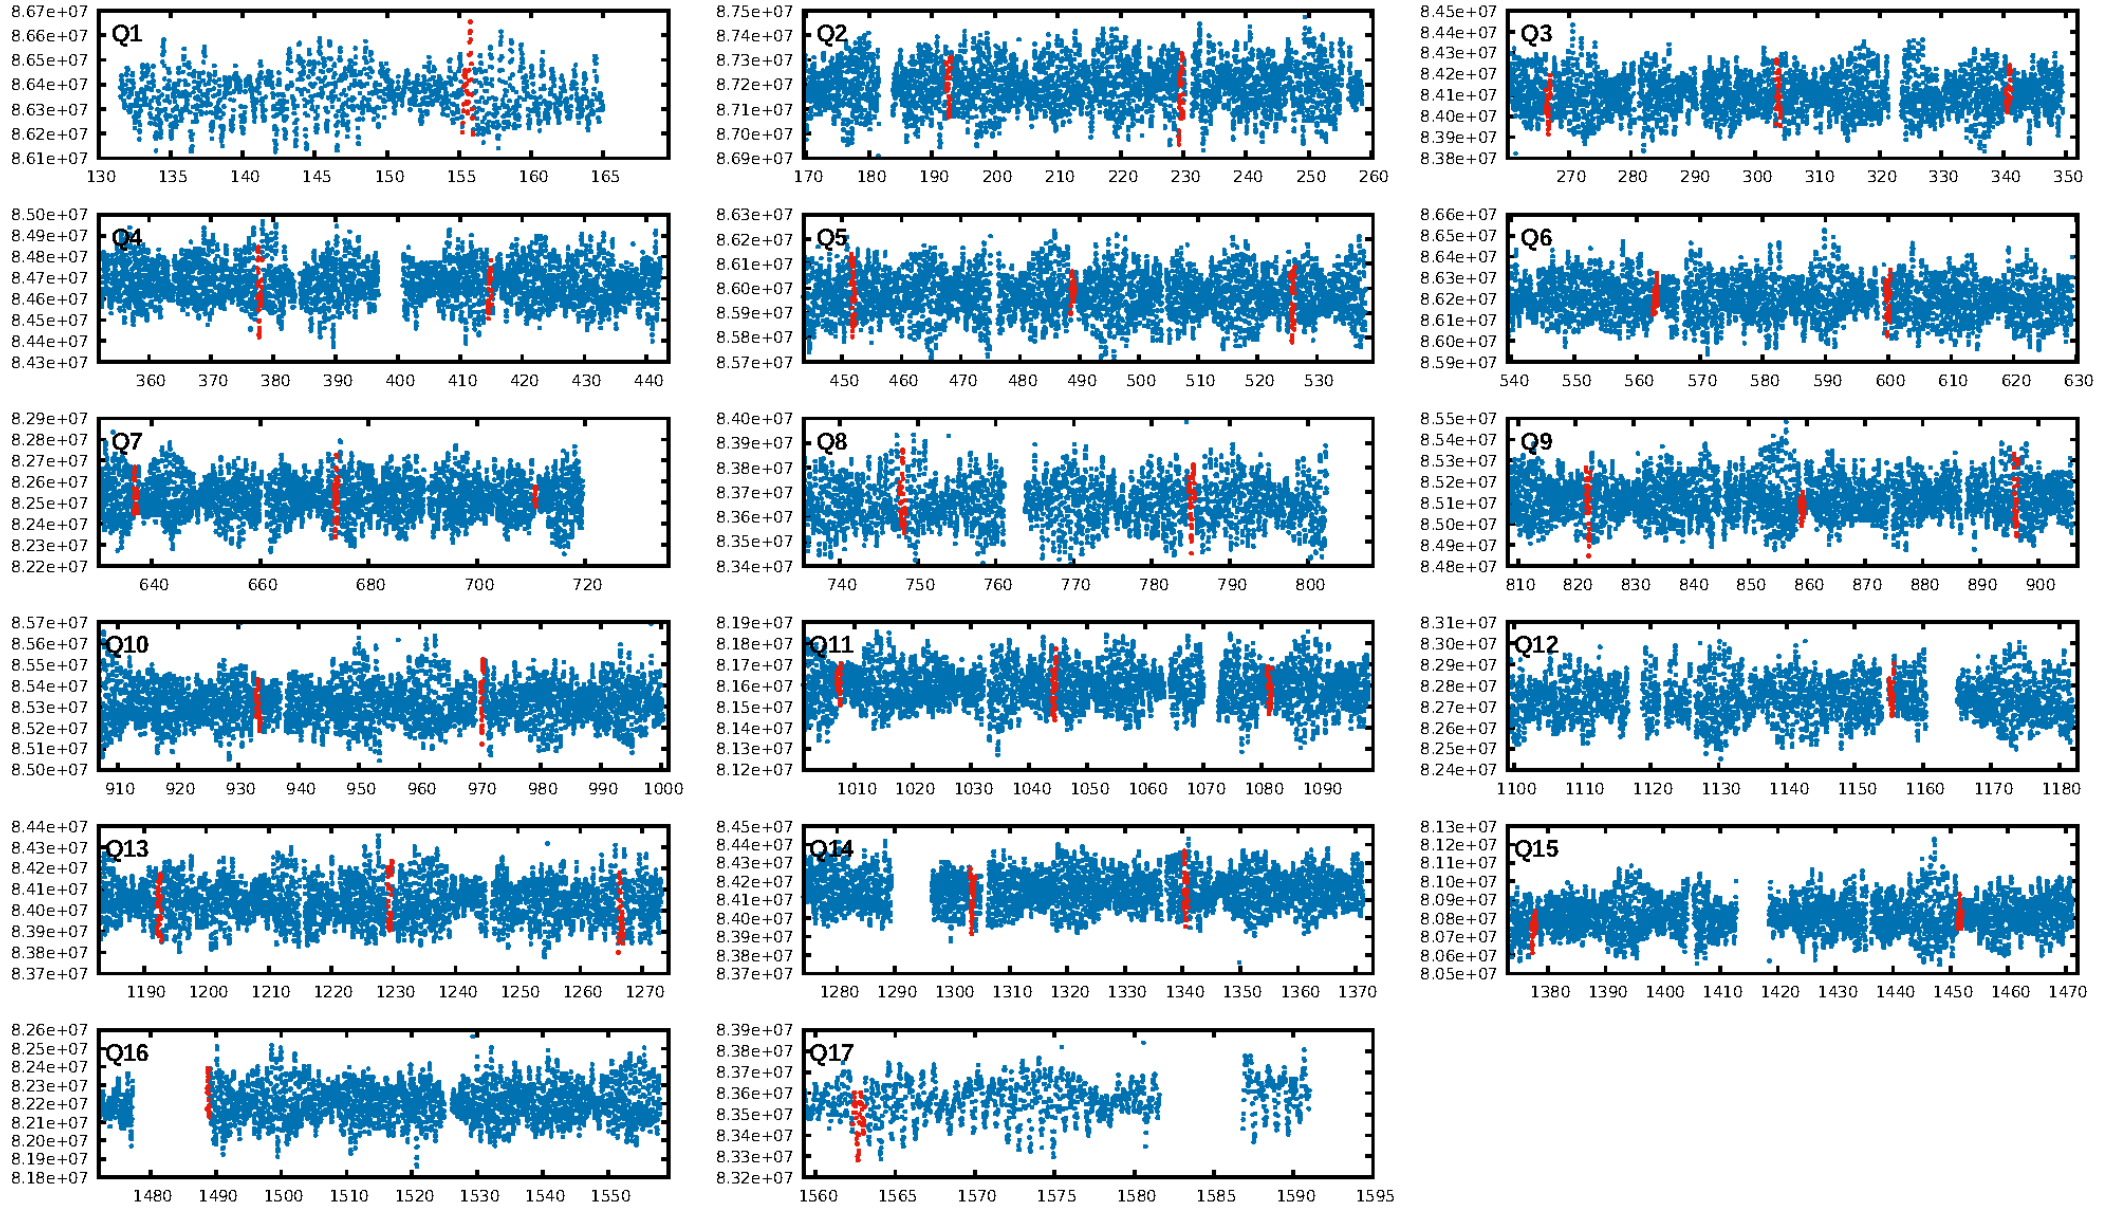 8.67e+07
8.66e+07
8.65e+07
8.64e+07
8.63e+07
8.62e+07
8.61e+07
Q1
130 135 140 145 150 155 160 165
8.75e+07
8.74e+07
8.73e+07
8.72e+07
8.71e+07
8.70e+07
8.69e+07
Q2
170 180 190 200 210 220 230 240 250 260
8.45e+07
8.44e+07
8.43e+07
8.42e+07
8.41e+07
8.40e+07
8.39e+07
8.38e+07
Q3
270 280 290 300 310 320 330 340 350
8.50e+07
8.49e+07
8.48e+07
8.47e+07
8.46e+07
8.45e+07
8.44e+07
8.43e+07
Q4
360 370 380 390 400 410 420 430 440
8.63e+07
8.62e+07
8.61e+07
8.60e+07
8.59e+07
8.58e+07
8.57e+07
Q5
450 460 470 480 490 500 510 520 530
8.66e+07
8.65e+07
8.64e+07
8.63e+07
8.62e+07
8.61e+07
8.60e+07
8.59e+07
Q6
540 550 560 570 580 590 600 610 620 630
8.29e+07
8.28e+07
8.27e+07
8.26e+07
8.25e+07
8.24e+07
8.23e+07
8.22e+07
Q7
640 660 680 700 720
8.40e+07
8.39e+07
8.38e+07
8.37e+07
8.36e+07
8.35e+07
8.34e+07
Q8
740 750 760 770 780 790 800
8.55e+07
8.54e+07
8.53e+07
8.52e+07
8.51e+07
8.50e+07
8.49e+07
8.48e+07
Q9
810 820 830 840 850 860 870 880 890 900
8.57e+07
8.56e+07
8.55e+07
8.54e+07
8.53e+07
8.52e+07
8.51e+07
8.50e+07
Q10
910 920 930 940 950 960 970 980 990 1000
8.19e+07
8.18e+07
8.17e+07
8.16e+07
8.15e+07
8.14e+07
8.13e+07
8.12e+07
Q11
1010 1020 1030 1040 1050 1060 1070 1080 1090
8.31e+07
8.30e+07
8.29e+07
8.28e+07
8.27e+07
8.26e+07
8.25e+07
8.24e+07
Q12
1100 1110 1120 1130 1140 1150 1160 1170 1180
8.44e+07
8.43e+07
8.42e+07
8.41e+07
8.40e+07
8.39e+07
8.38e+07
8.37e+07
Q13
1190 1200 1210 1220 1230 1240 1250 1260 1270
8.45e+07
8.44e+07
8.43e+07
8.42e+07
8.41e+07
8.40e+07
8.39e+07
8.38e+07
8.37e+07
Q14
1280 1290 1300 1310 1320 1330 1340 1350 1360 1370
8.13e+07
8.11e+07
8.10e+07
8.09e+07
8.08e+07
8.07e+07
8.06e+07
8.05e+07
Q15
1380 1390 1400 1410 1420 1430 1440 1450 1460 1470
8.26e+07
8.25e+07
8.24e+07
8.23e+07
8.22e+07
8.21e+07
8.20e+07
8.19e+07
8.18e+07
Q16
1480 1490 1500 1510 1520 1530 1540 1550
8.39e+07
8.38e+07
8.37e+07
8.36e+07
8.35e+07
8.34e+07
8.33e+07
8.32e+07
Q17
1560 1565 1570 1575 1580 1585 1590 1595